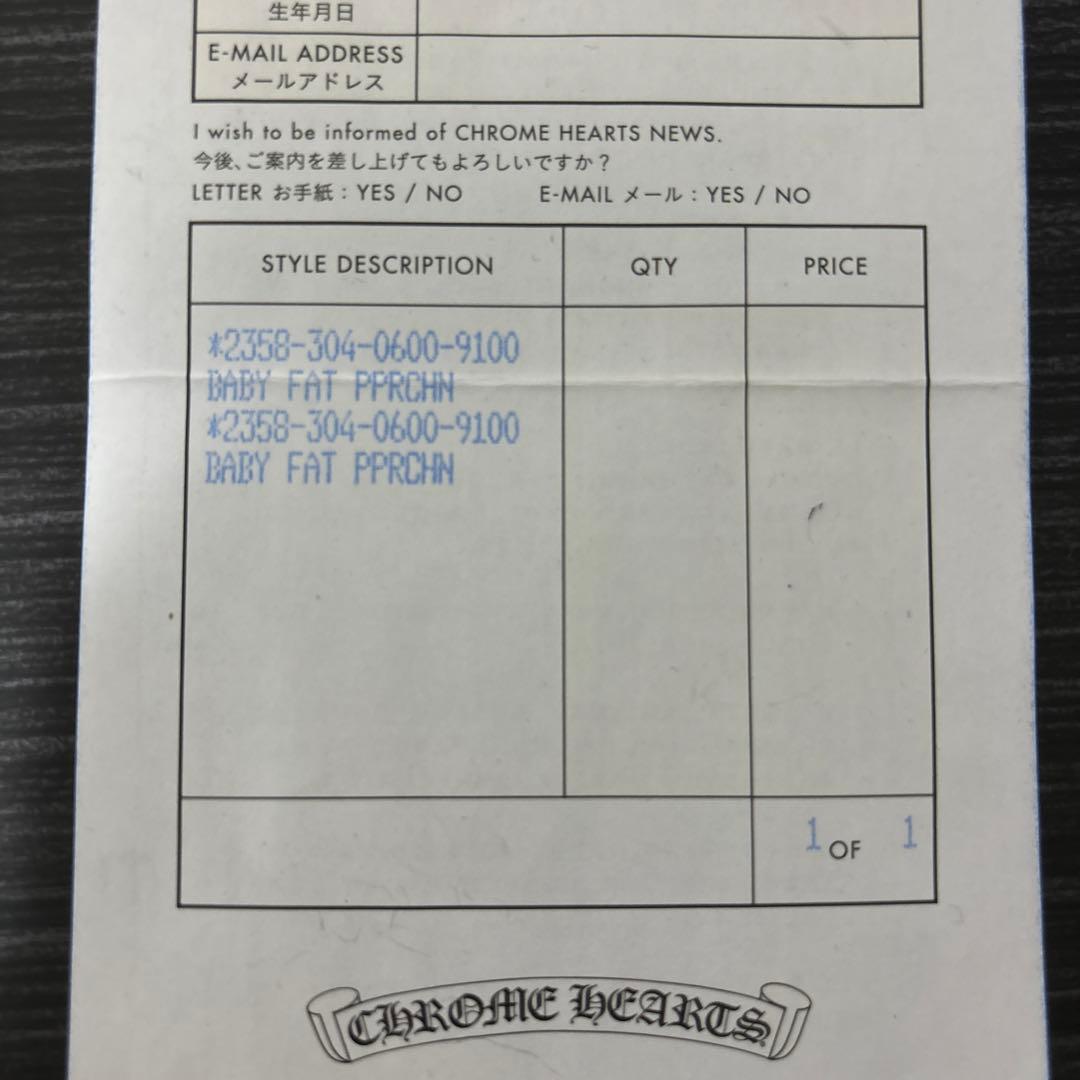 生年月日
E-MAIL ADDRESS
メールアドレス
I wish to be informed of CHROME HEARTS NEWS.
今後、ご案内を差し上げてもよろしいですか？
LETTER お手紙：YES / NO E-MAIL メール：YES / NO
STYLE DESCRIPTION QTY PRICE
*2358-304-0600-9100
BABY FAT PPRCHN
*2358-304-0600-9100
BABY FAT PPRCHN
1 OF 1
CHROME HEARTS